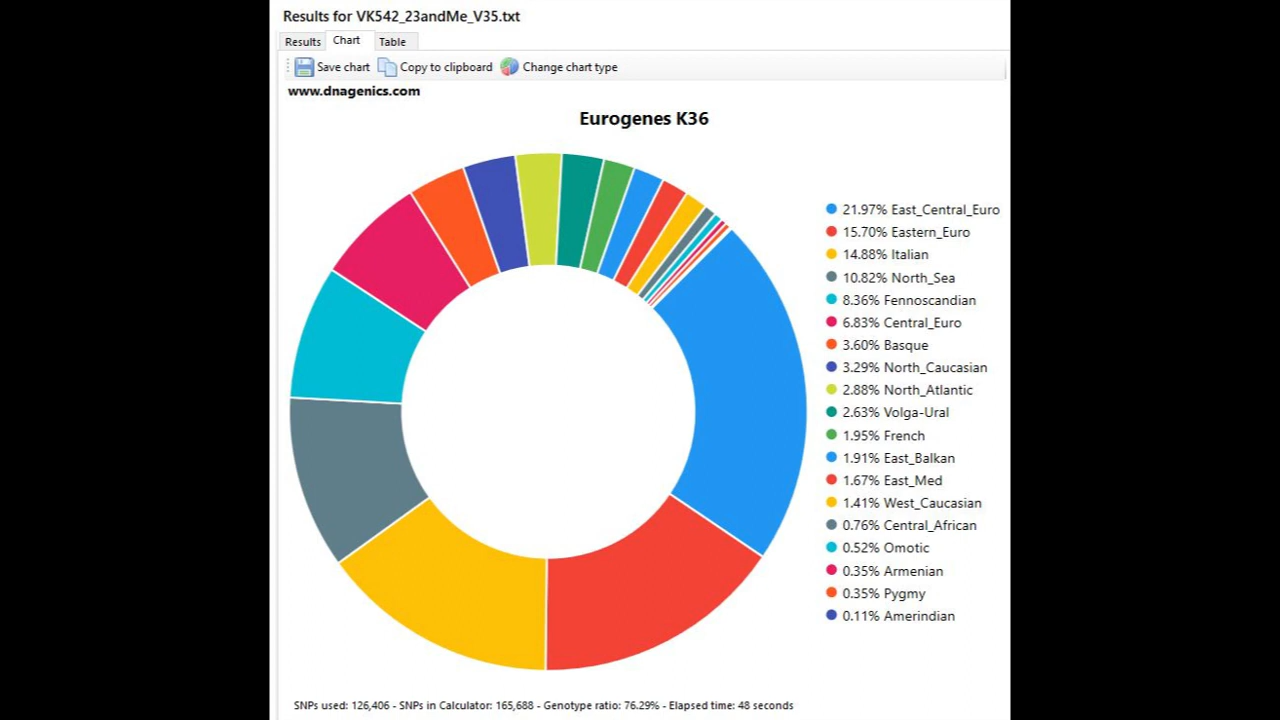 Results for VK542_23andMe_V35.txt
Results Chart Table
Save chart Copy to clipboard Change chart type
www.dnagenics.com
Eurogenes K36
21.97% East_Central_Euro
15.70% Eastern_Euro
14.88% Italian
10.82% North_Sea
8.36% Fennoscandian
6.83% Central_Euro
3.60% Basque
3.29% North_Caucasian
2.88% North_Atlantic
2.63% Volga-Ural
1.95% French
1.91% East_Balkan
1.67% East_Med
1.41% West_Caucasian
0.76% Central_African
0.52% Omotic
0.35% Armenian
0.35% Pygmy
0.11% Amerindian
SNPs used: 126,406 - SNPs in Calculator: 165,688 - Genotype ratio: 76.29% - Elapsed time: 48 seconds